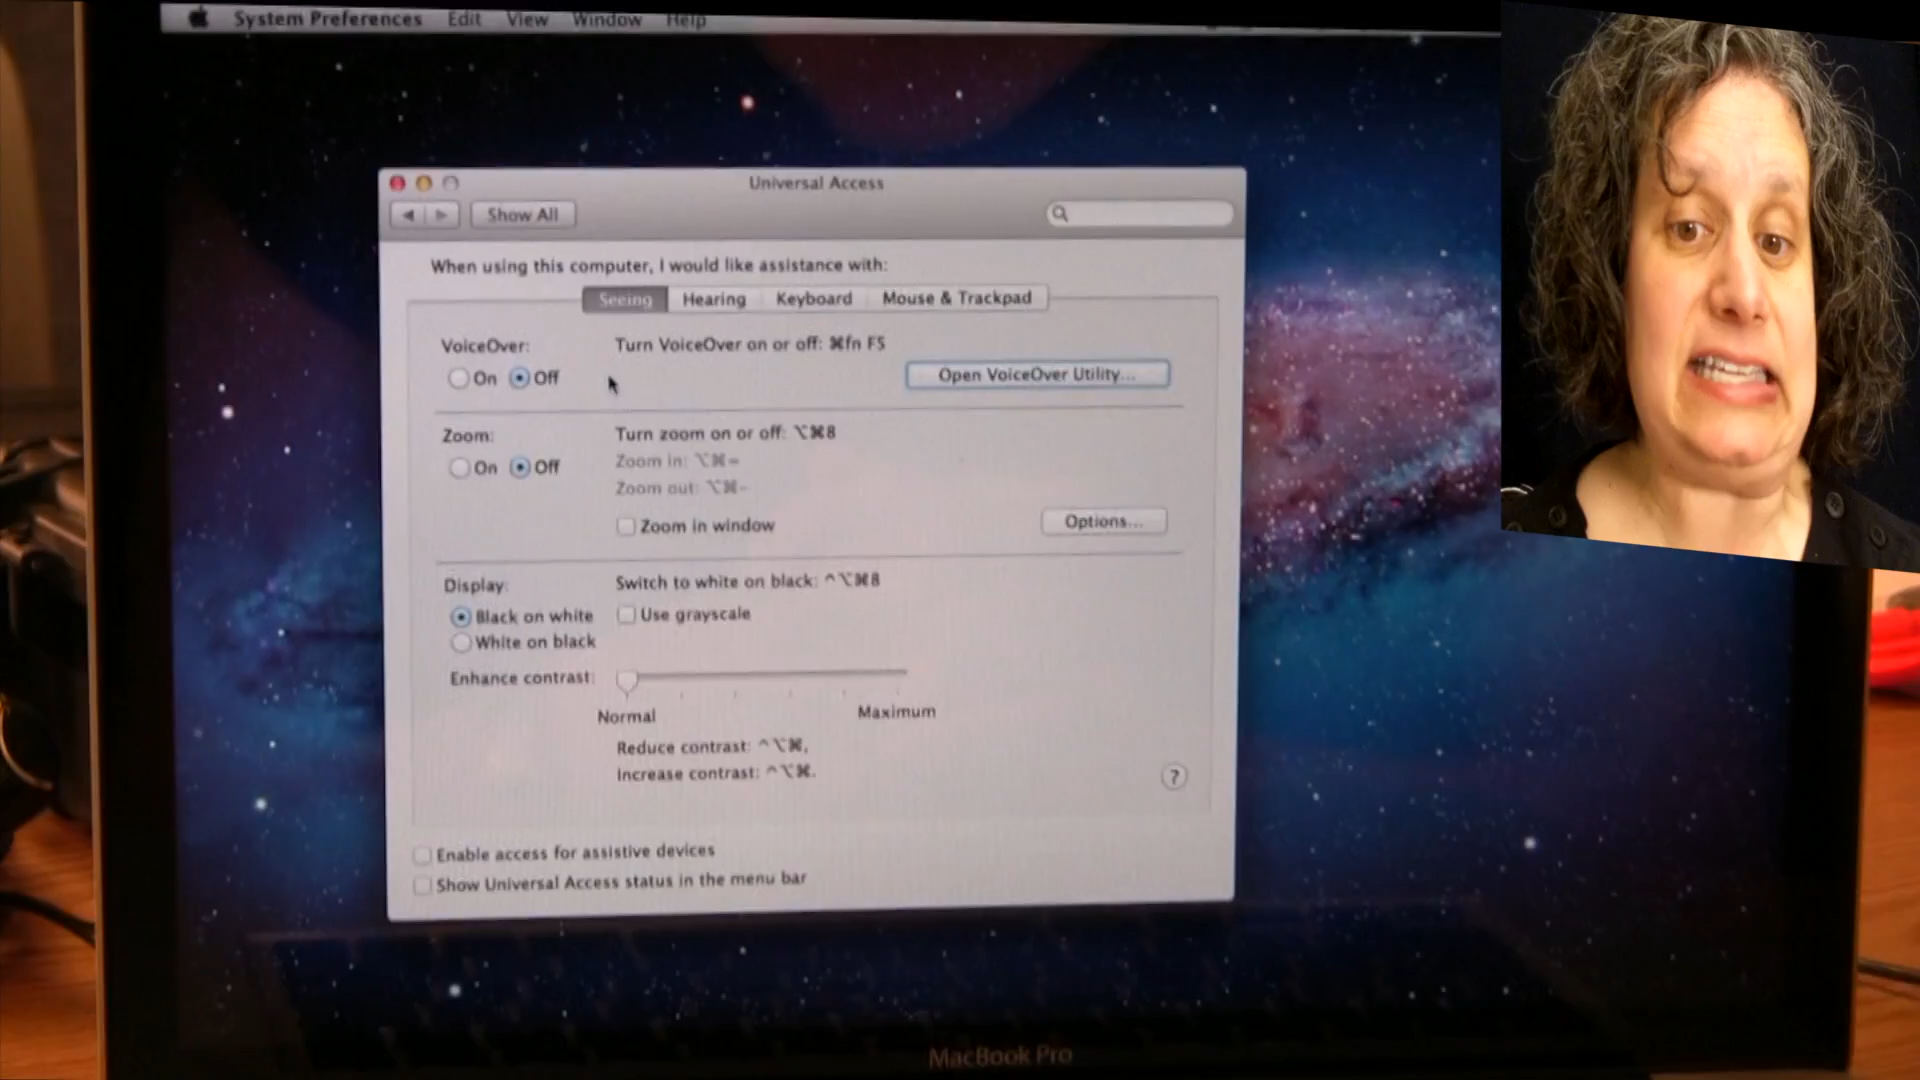 System Preferences Edit View Window Help
Universal Access
Show All
When using this computer, I would like assistance with:
Seeing Hearing Keyboard Mouse & Trackpad
VoiceOver: Turn VoiceOver on or off: ⌘fn F5
On Off Open VoiceOver Utility...
Zoom: Turn zoom on or off: ⌥⌘8
On Off Zoom in: ⌥⌘=
Zoom out: ⌥⌘-
Zoom in window Options...
Display: Switch to white on black: ^⌥⌘8
Black on white Use grayscale
White on black
Enhance contrast:
Normal Maximum
Reduce contrast: ^⌥⌘,
Increase contrast: ^⌥⌘.
?
Enable access for assistive devices
Show Universal Access status in the menu bar
MacBook Pro